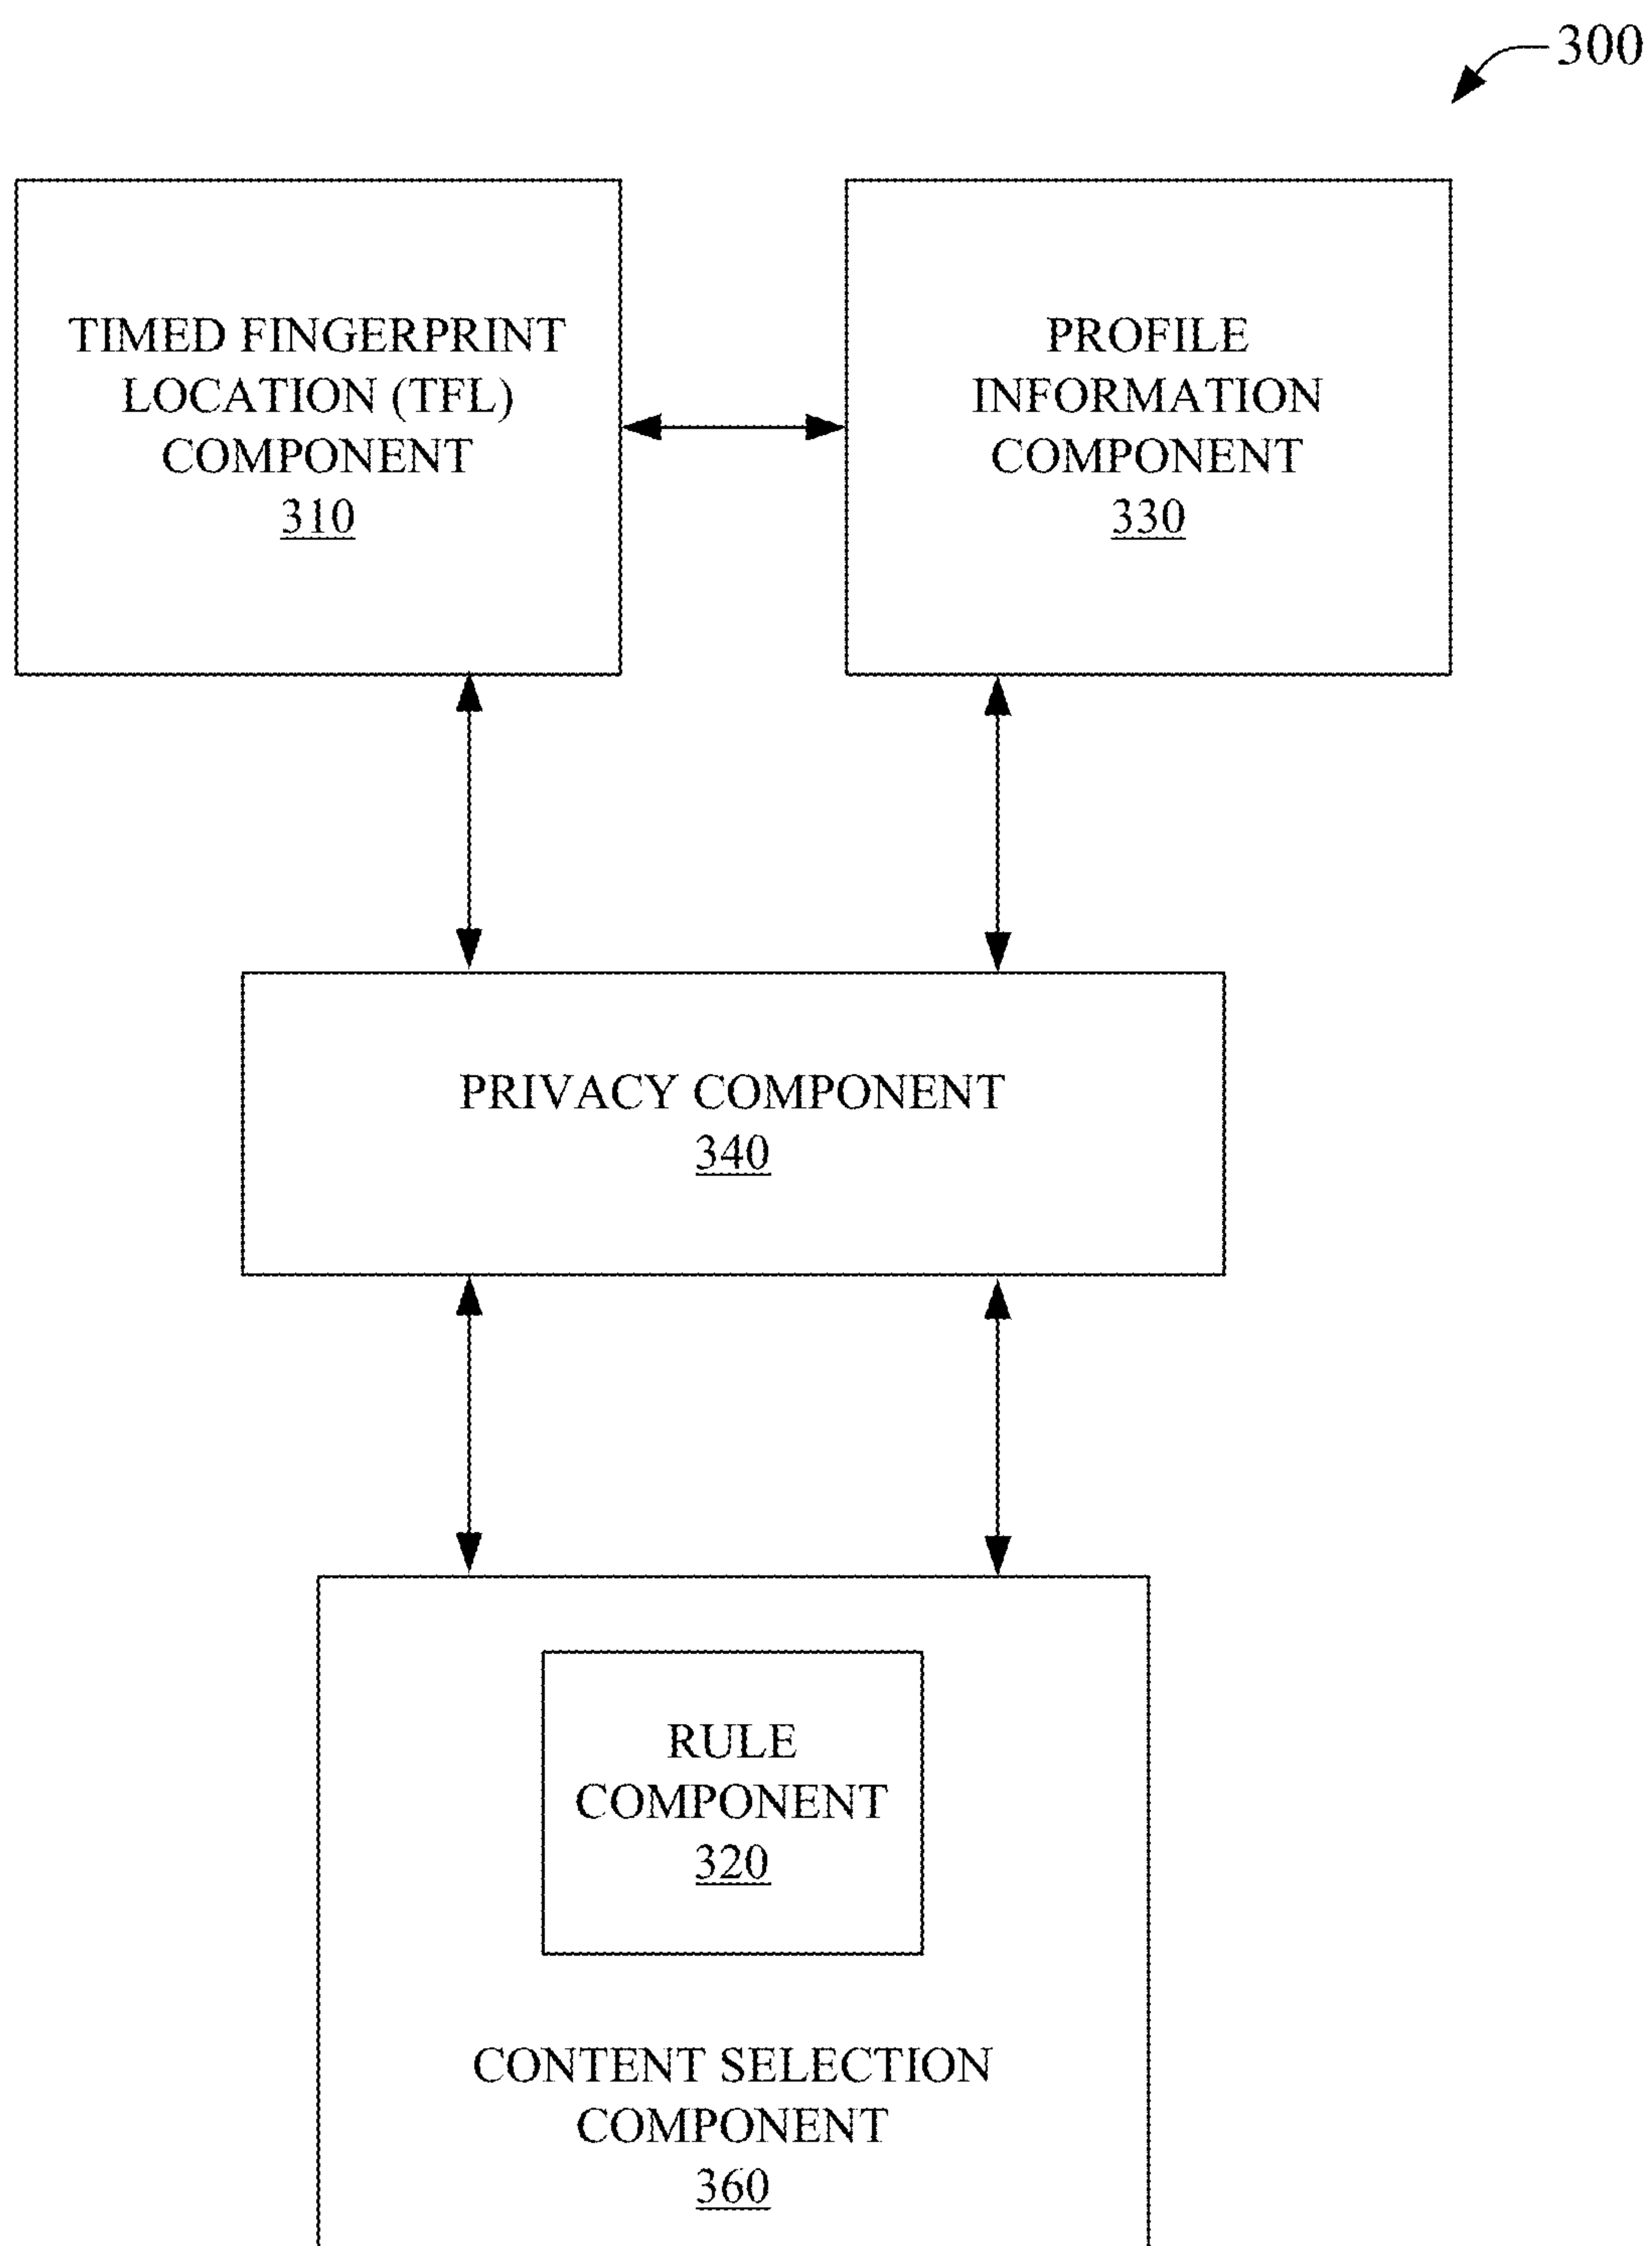 300
TIMED FINGERPRINT
LOCATION (TFL)
COMPONENT
310
PROFILE
INFORMATION
COMPONENT
330
PRIVACY COMPONENT
340
RULE
COMPONENT
320
CONTENT SELECTION
COMPONENT
360